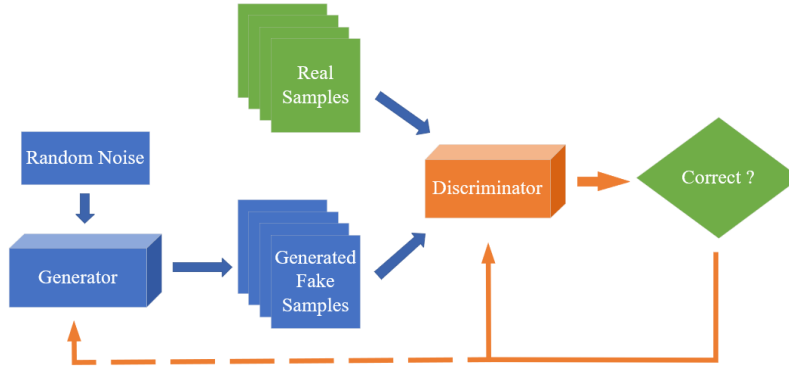 Real
Samples
Random Noise
Discriminator
Correct ?
Generator
Generated
Fake
Samples